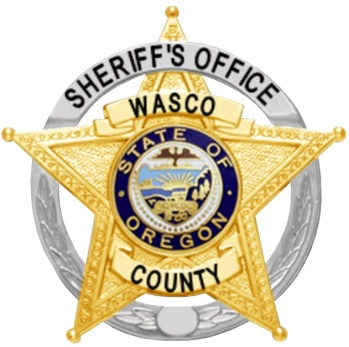 SHERIFF'S OFFICE
WASCO
STATE OF
OREGON
COUNTY